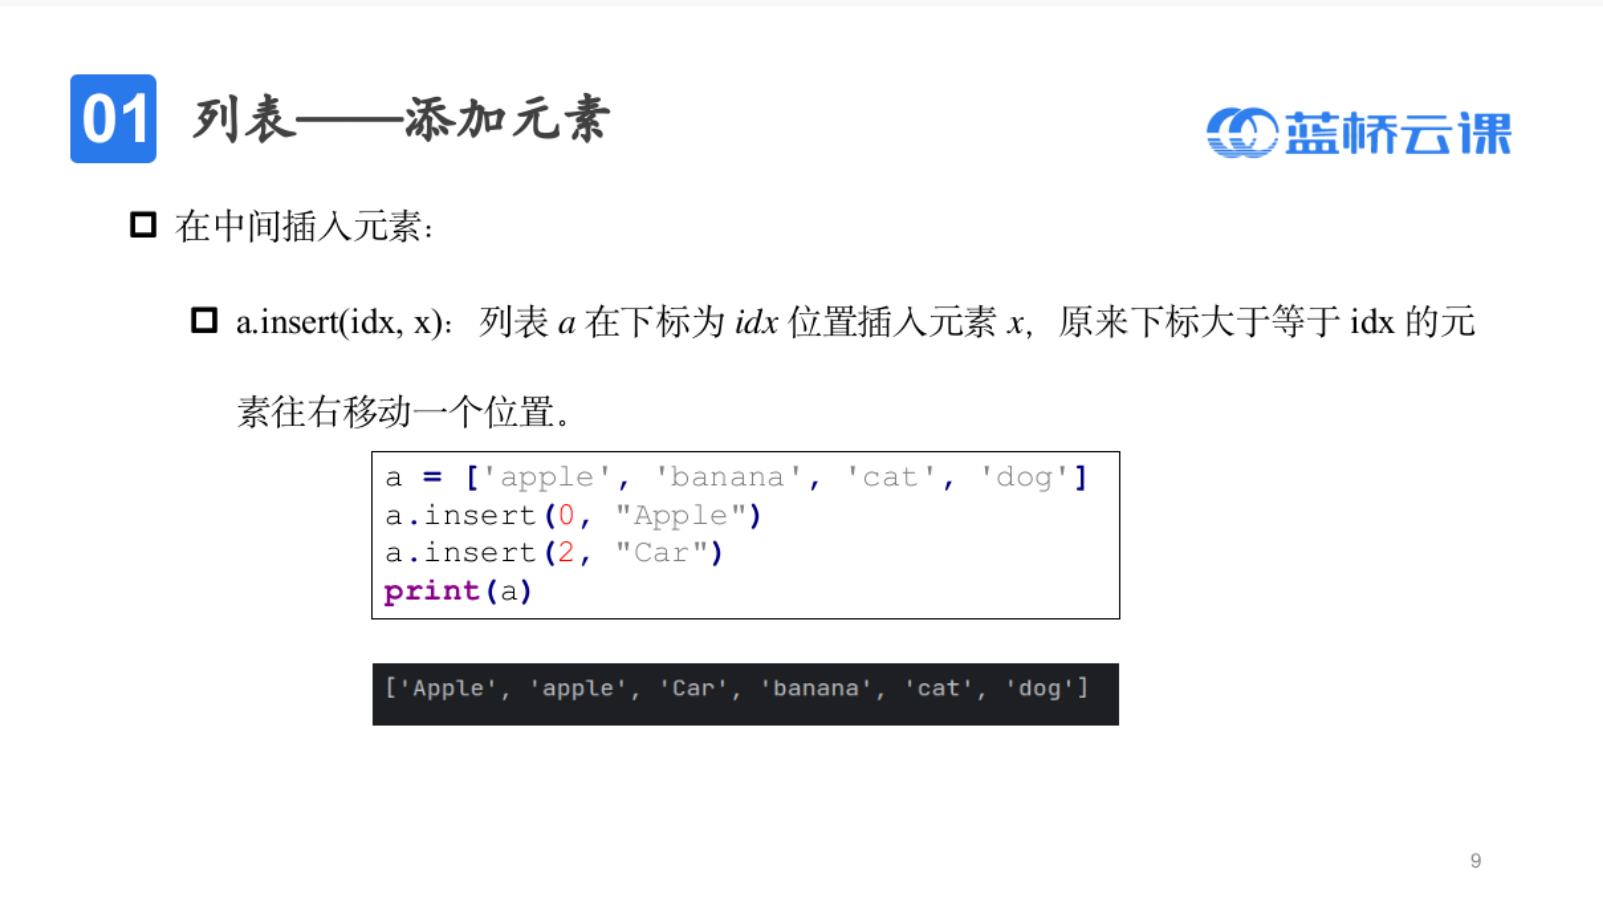 01 列表——添加元素
蓝桥云课
在中间插入元素：
a.insert(idx, x)： 列表 a 在下标为 idx 位置插入元素 x，原来下标大于等于 idx 的元
素往右移动一个位置。
a = ['apple', 'banana', 'cat', 'dog']
a.insert(0, "Apple")
a.insert(2, "Car")
print(a)
['Apple', 'apple', 'Car', 'banana', 'cat', 'dog']
9